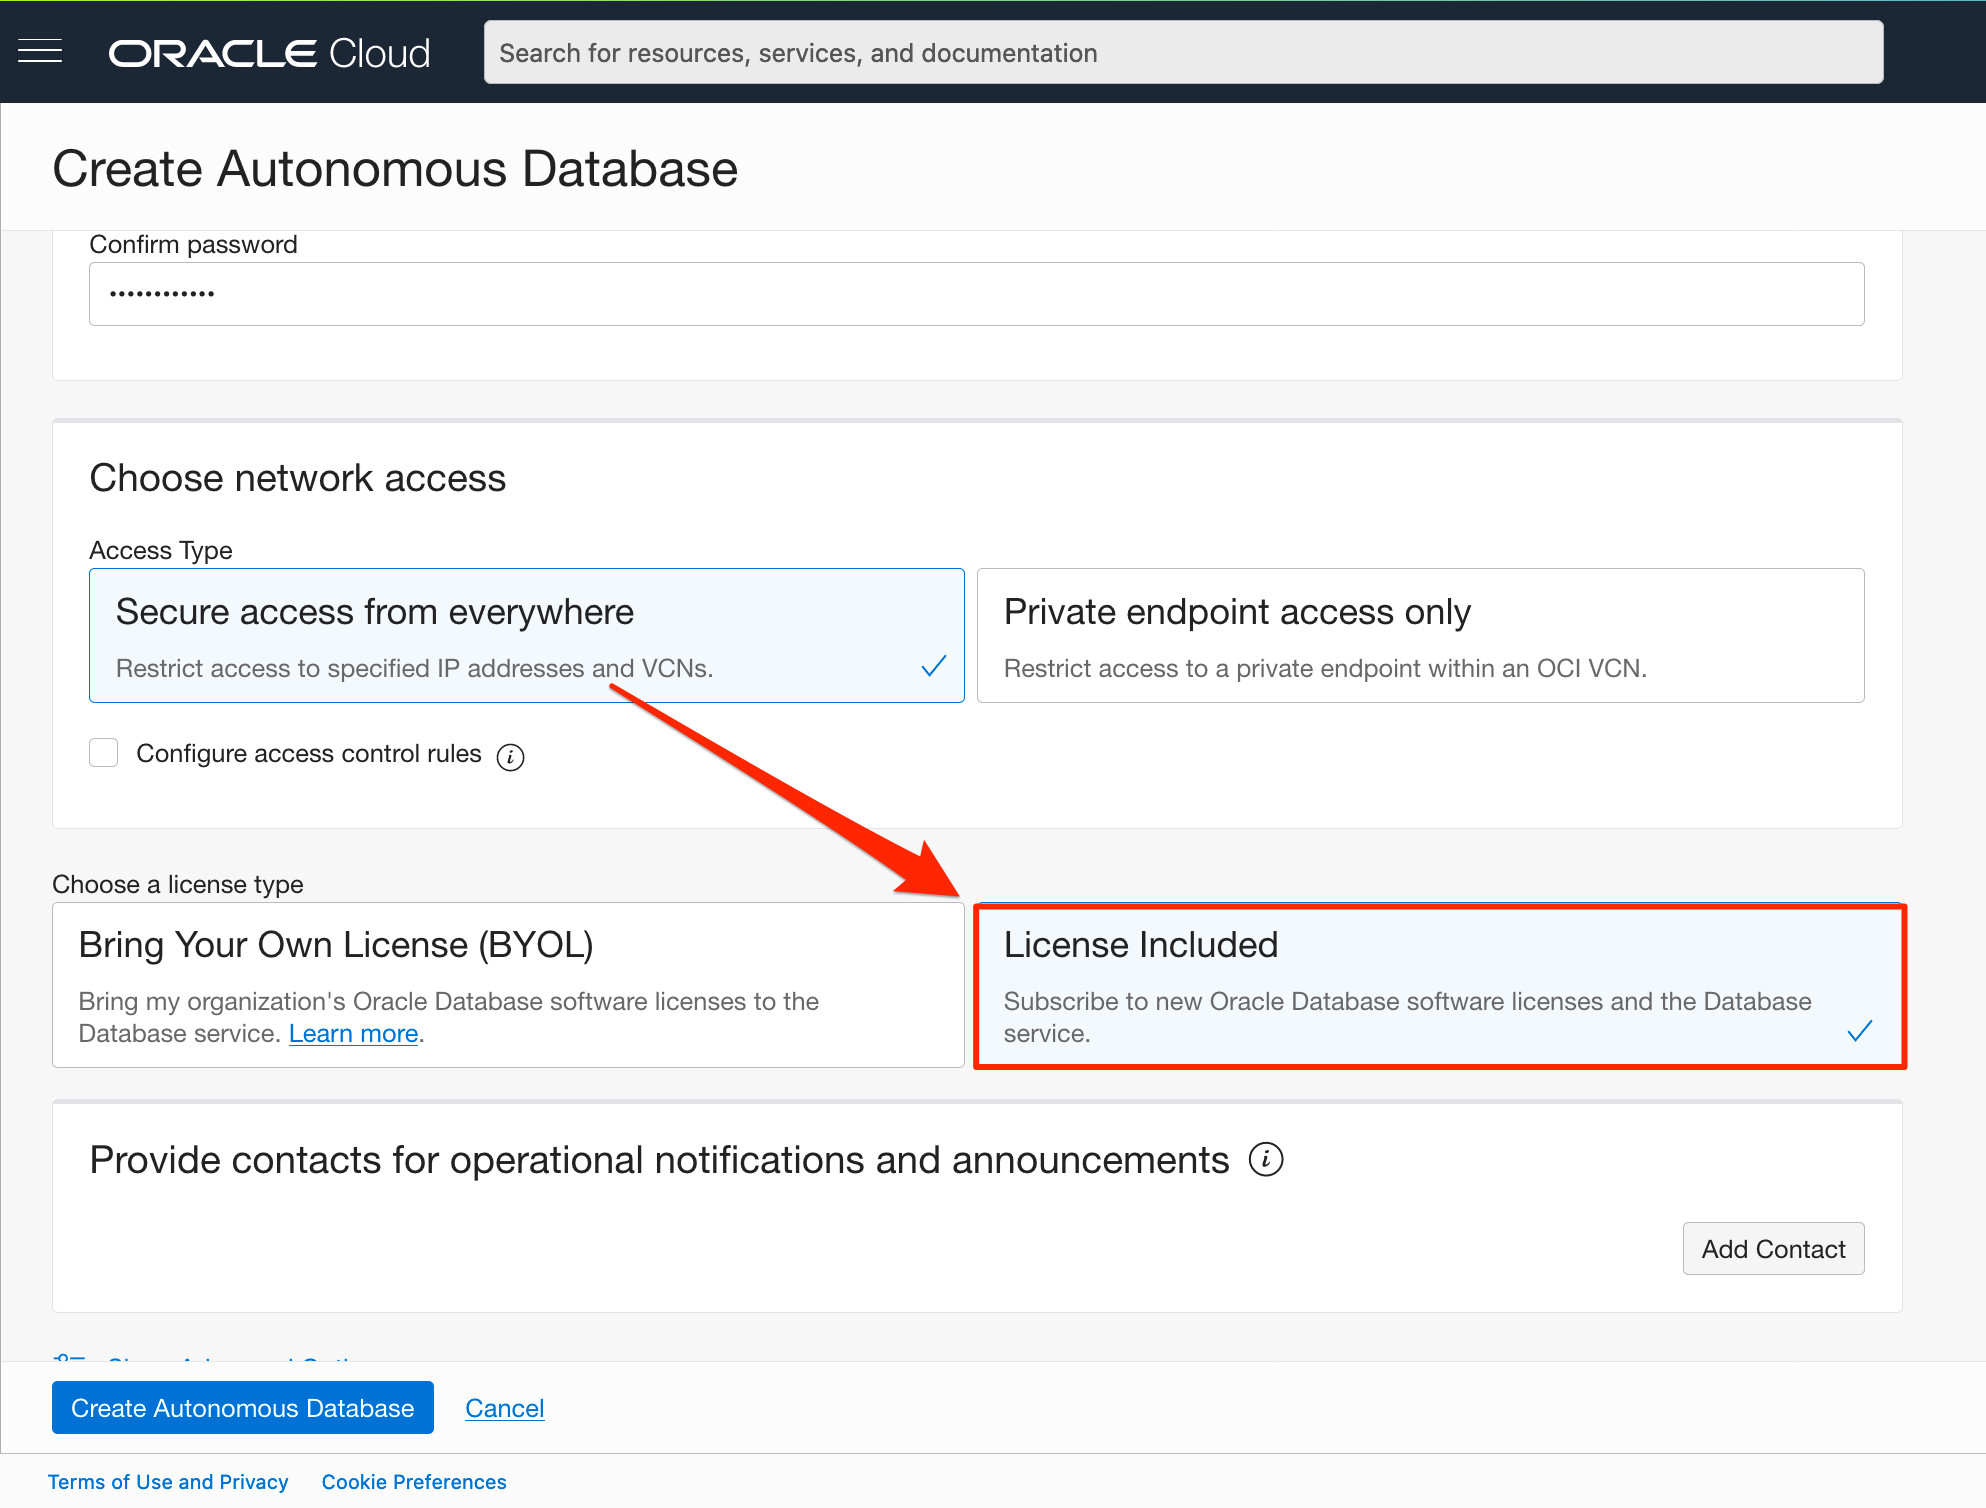 ORACLE Cloud
Search for resources, services, and documentation
Create Autonomous Database
Confirm password
Choose network access
Access Type
Secure access from everywhere
Restrict access to specified IP addresses and VCNs.
Private endpoint access only
Restrict access to a private endpoint within an OCI VCN.
Configure access control rules
Choose a license type
Bring Your Own License (BYOL)
Bring my organization's Oracle Database software licenses to the
Database service. Learn more.
License Included
Subscribe to new Oracle Database software licenses and the Database
service.
Provide contacts for operational notifications and announcements
Add Contact
Create Autonomous Database
Cancel
Terms of Use and Privacy
Cookie Preferences